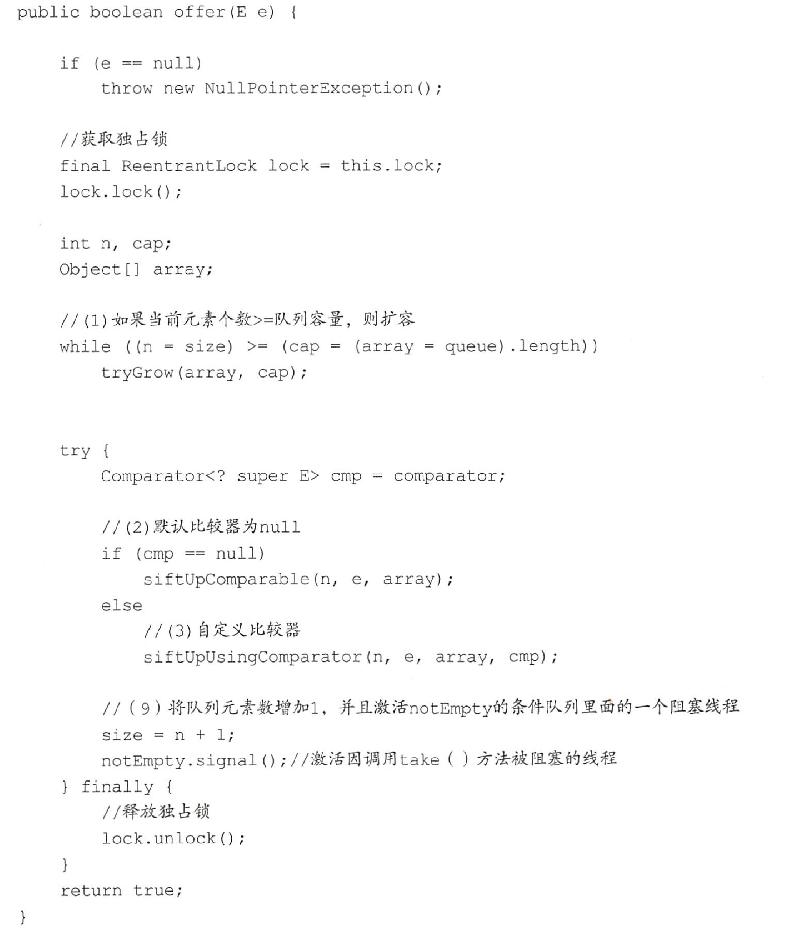 public boolean offer(E e) {
if (e == null)
throw new NullPointerException();
//获取独占锁
final ReentrantLock lock = this.lock;
lock.lock();
int n, cap;
Object[] array;
//(1)如果当前元素个数>=队列容量，则扩容
while ((n = size) >= (cap = (array = queue).length))
tryGrow(array, cap);
try {
Comparator<? super E> cmp = comparator;
//(2)默认比较器为null
if (cmp == null)
siftUpComparable(n, e, array);
else
//(3)自定义比较器
siftUpUsingComparator(n, e, array, cmp);
//（9）将队列元素数增加1，并且激活notEmpty的条件队列里面的一个阻塞线程
size = n + 1;
notEmpty.signal();//激活因调用take（）方法被阻塞的线程
} finally {
//释放独占锁
lock.unlock();
}
return true;
}